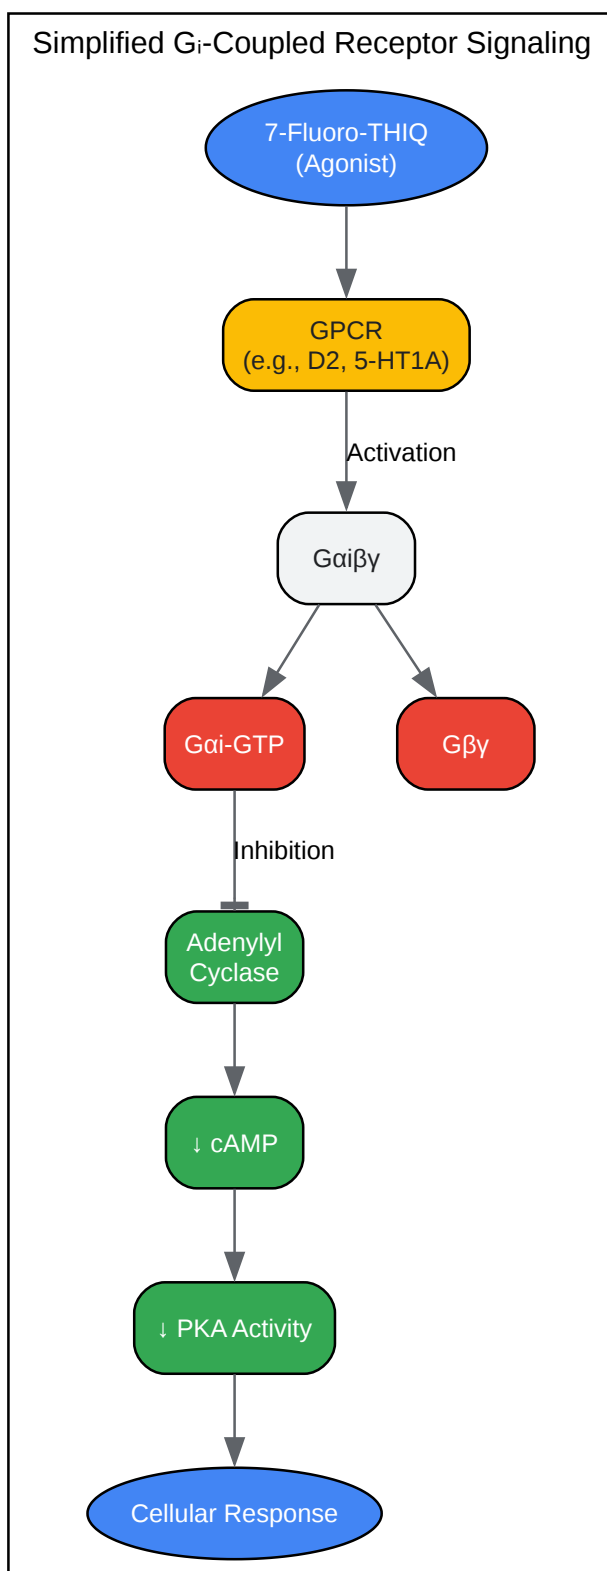 Simplified Gᵢ-Coupled Receptor Signaling
7-Fluoro-THIQ
(Agonist)
GPCR
(e.g., D2, 5-HT1A)
Activation
Gαiβγ
Gαi-GTP
Gβγ
Inhibition
Adenylyl
Cyclase
↓ cAMP
↓ PKA Activity
Cellular Response